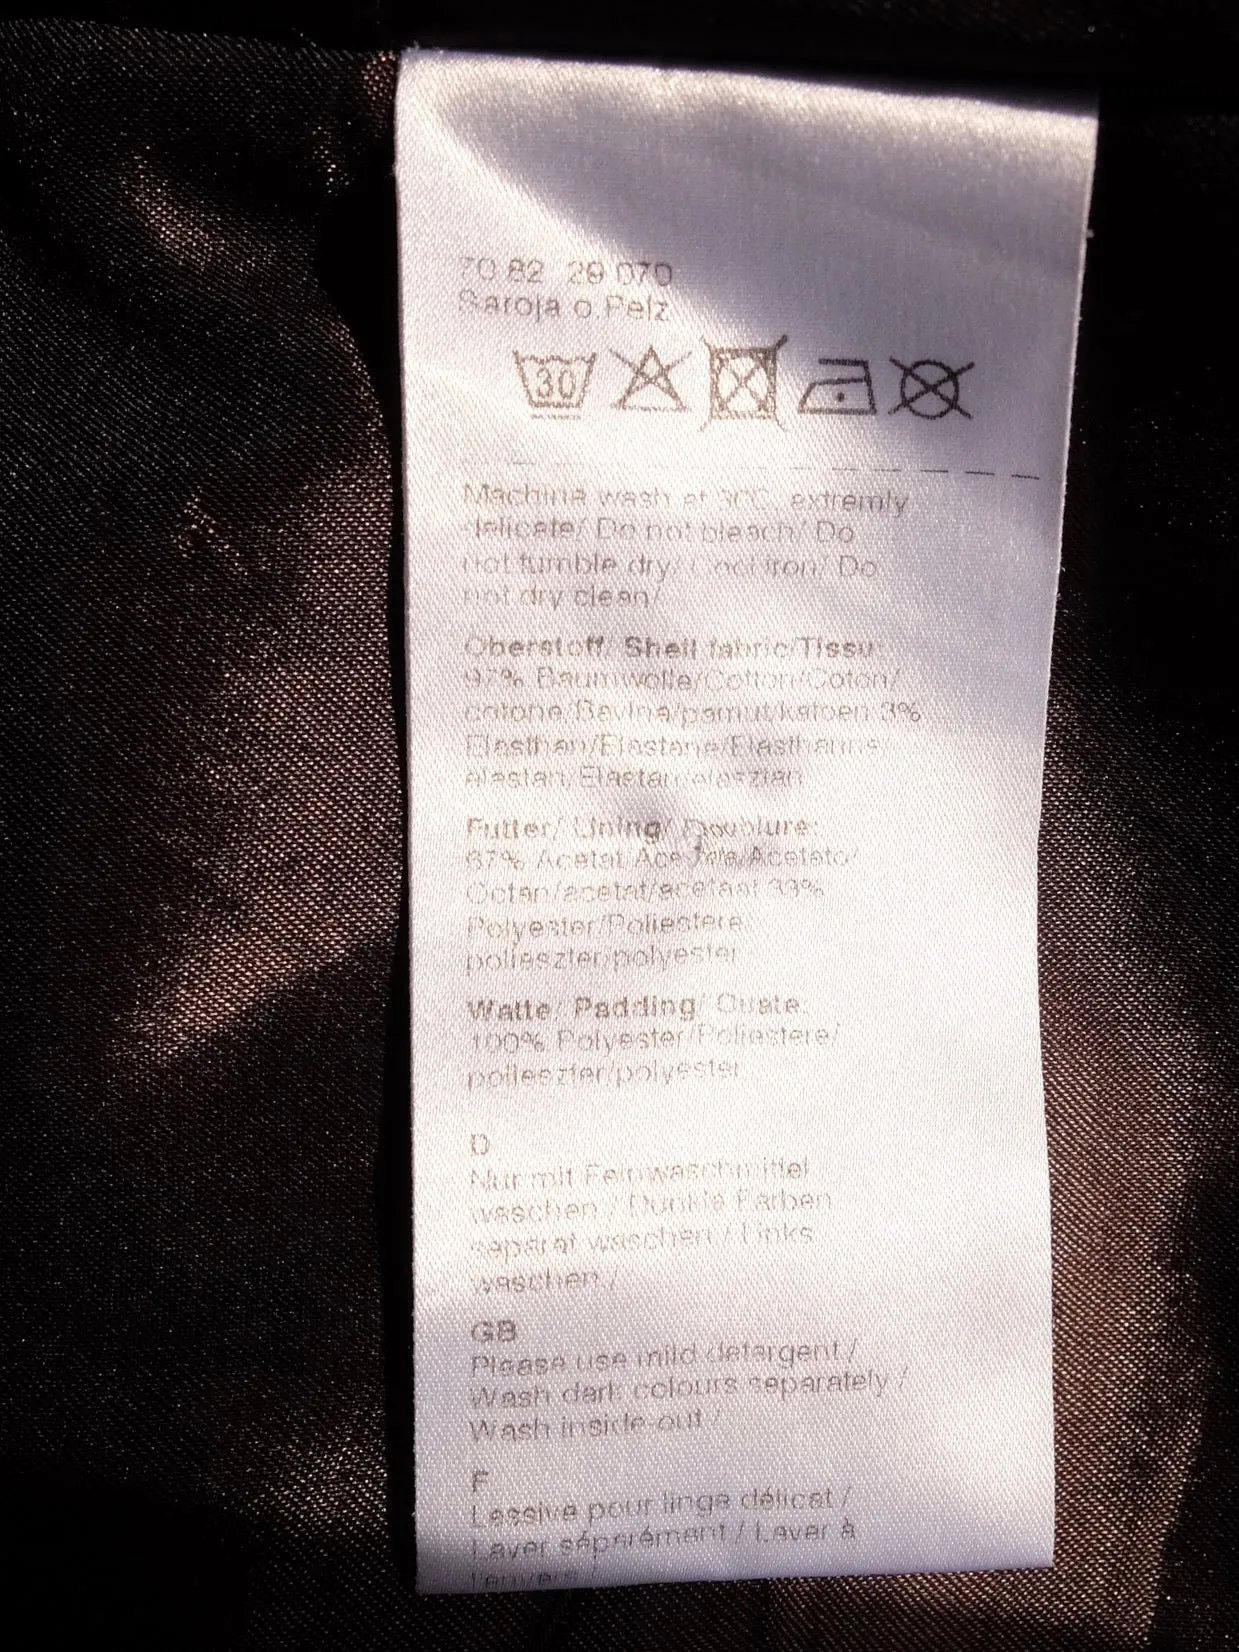 70 82 29 070
Saroja o Pelz
30
Machine wash at 30C, extremly
delicate/ Do not bleach/ Do
not tumble dry/ Cool iron/ Do
not dry clean/
Oberstoff/ Shell fabric/Tissu:
97% Baumwolle/Cotton/Coton/
cotone/Bavlna/pamut/katoen 3%
Elasthan/Elastane/Elasthanne/
elastan/Elastan/elasztán
Futter/ Lining/ Doublure:
67% Acetat Acetate/Acetato/
Octan/acetat/acetaat 33%
Polyester/Poliestere/
polieszter/polyester
Watte/ Padding/ Ouate:
100% Polyester/Poliestere/
polieszter/polyester
D
Nur mit Feinwaschmittel
waschen / Dunkle Farben
separat waschen / Links
waschen /
GB
Please use mild detergent /
Wash dark colours separately /
Wash inside-out /
F
Lessive pour linge délicat /
Laver séparément / Laver à
l'envers /